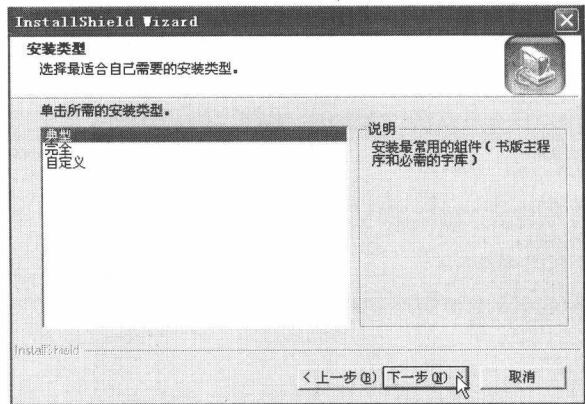 InstallShield Wizard
安装类型
选择最适合自己需要的安装类型。
单击所需的安装类型。
典型
完全
自定义
说明
安装最常用的组件（书版主程
序和必需的字库）
InstallShield
< 上一步(B)
下一步(N) >
取消